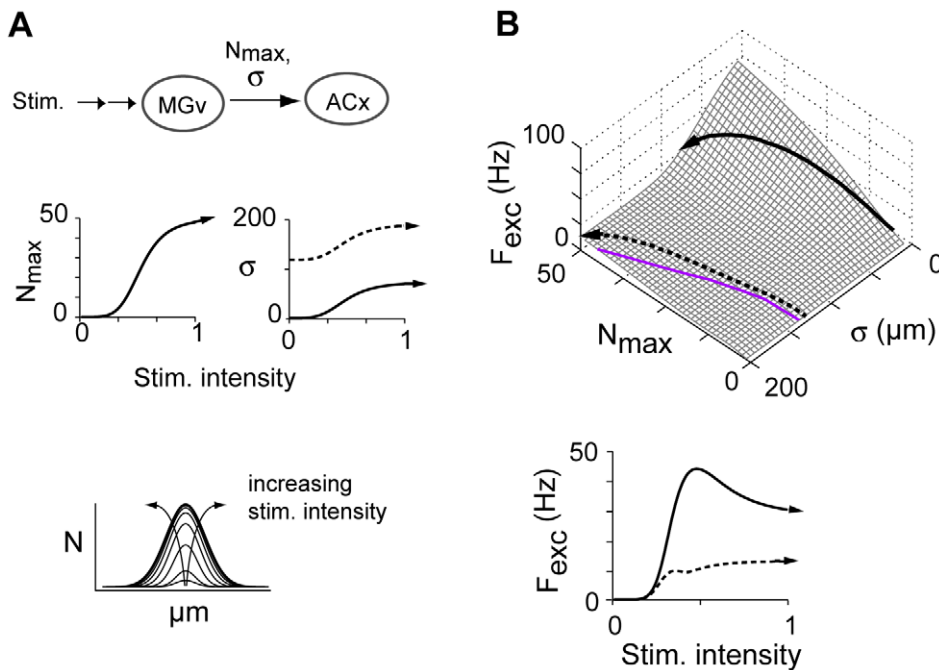 A
Stim.
MGv
Nmax,
σ
ACx
50
Nmax
0
0
1
200
σ
0
0
1
Stim. intensity
N
increasing
stim. intensity
µm
B
100
Fexc (Hz)
0
50
Nmax
0
200
σ (µm)
0
50
Fexc (Hz)
0
0
1
Stim. intensity